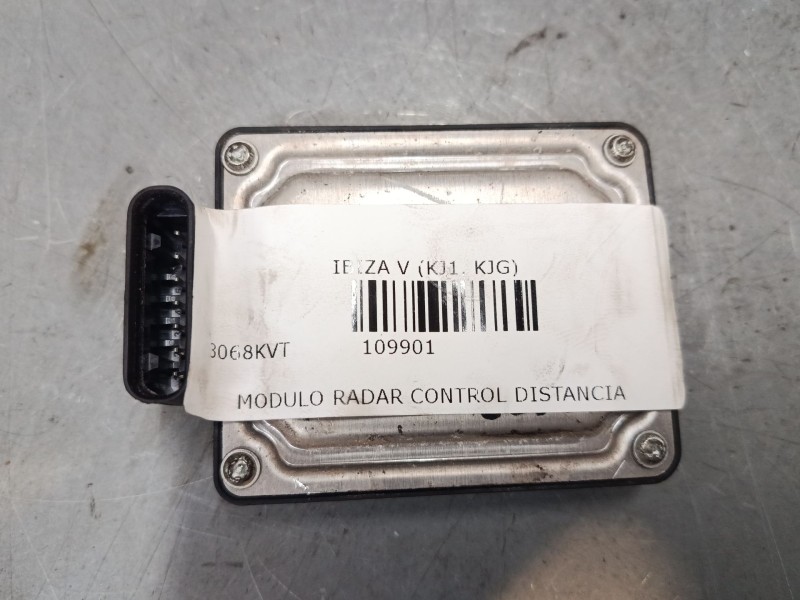 IBIZA V (KJ1, KJG)
3068KVT 109901
MODULO RADAR CONTROL DISTANCIA